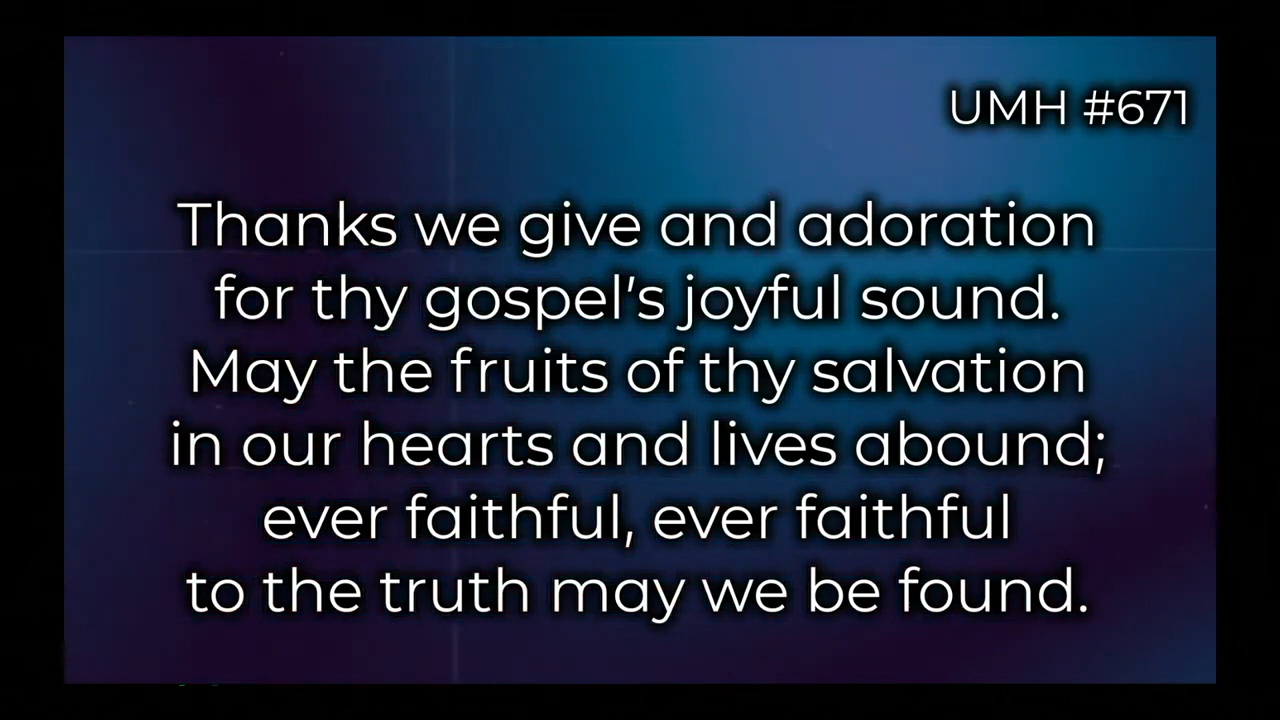 UMH #671
Thanks we give and adoration
for thy gospel's joyful sound.
May the fruits of thy salvation
in our hearts and lives abound;
ever faithful, ever faithful
to the truth may we be found.